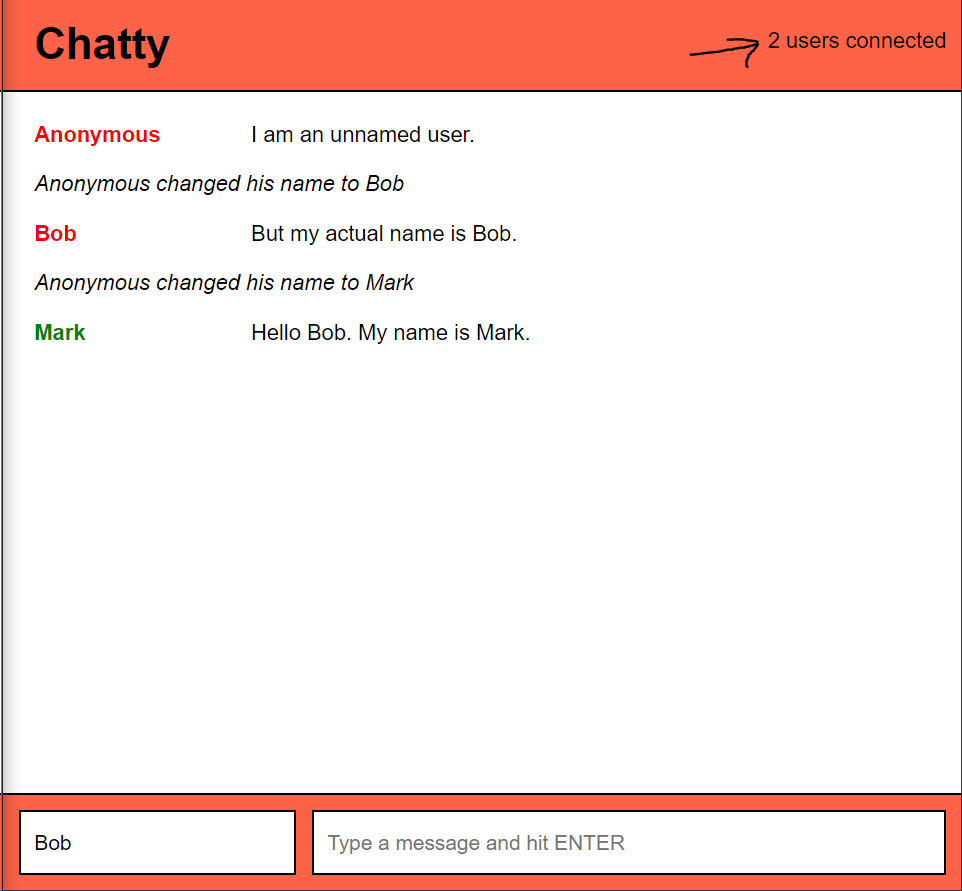 Chatty
2 users connected
Anonymous I am an unnamed user.
Anonymous changed his name to Bob
Bob But my actual name is Bob.
Anonymous changed his name to Mark
Mark Hello Bob. My name is Mark.
Bob Type a message and hit ENTER